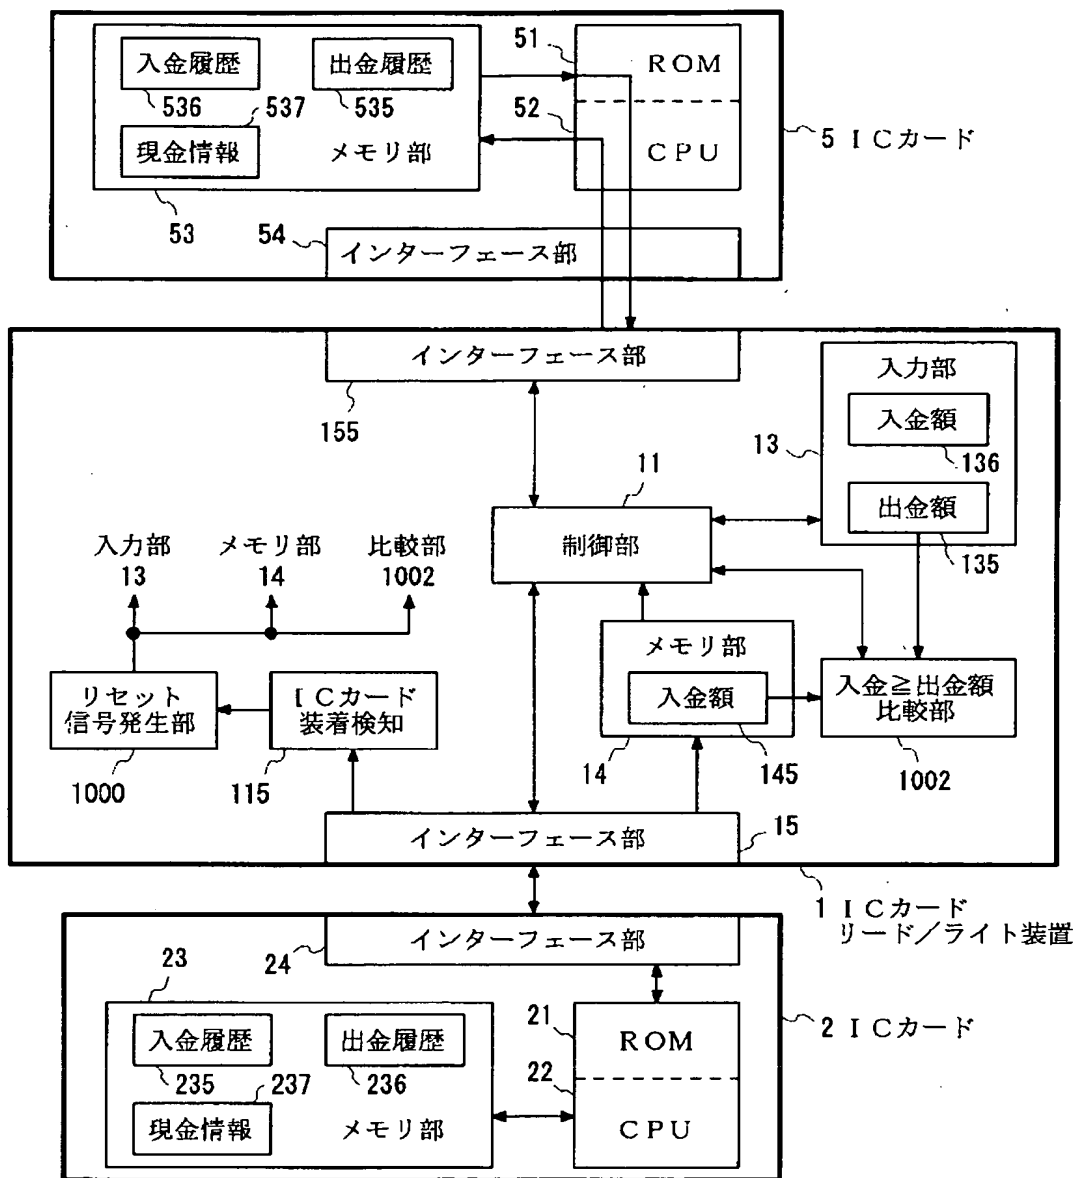 入金履歴
出金履歴
51
ROM
536
537
535
52
現金情報
メモリ部
CPU
5 ICカード
53
54
インターフェース部
インターフェース部
入力部
155
入金額
13
136
11
出金額
制御部
135
入力部
メモリ部
比較部
13
14
1002
メモリ部
リセット
信号発生部
ICカード
装着検知
入金額
入金≧出金額
比較部
1000
115
14
145
1002
インターフェース部
15
1 ICカード
リード/ライト装置
インターフェース部
24
23
21
2 ICカード
入金履歴
出金履歴
ROM
235
237
236
22
現金情報
メモリ部
CPU